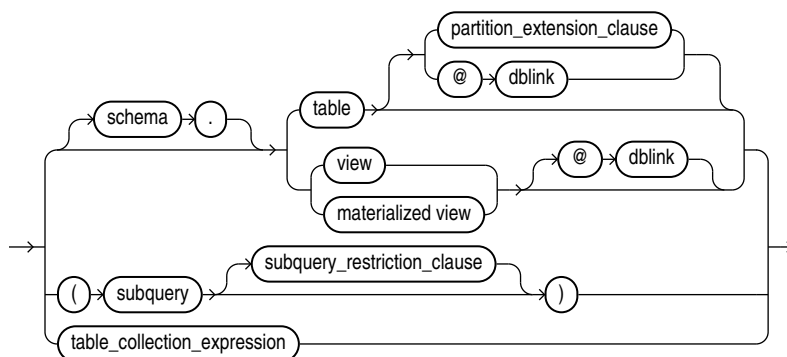 partition_extension_clause
@ dblink
schema . table
view @ dblink
materialized view
subquery_restriction_clause
( subquery )
table_collection_expression